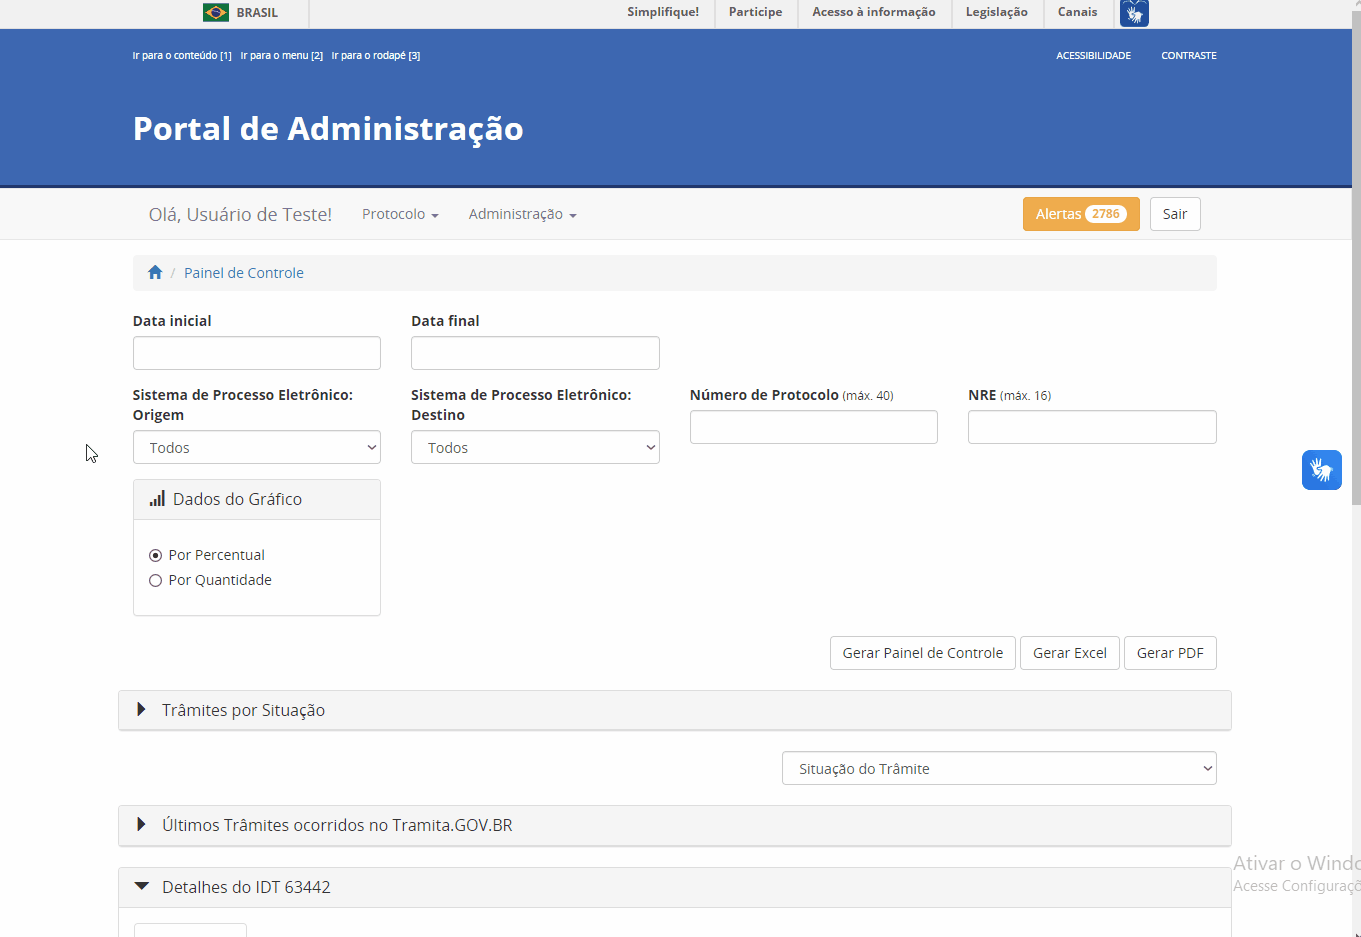 BRASIL
Simplifique!
Participe
Acesso à informação
Legislação
Canais
Ir para o conteúdo [1] Ir para o menu [2] Ir para o rodapé [3]
ACESSIBILIDADE
CONTRASTE
Portal de Administração
Olá, Usuário de Teste!
Protocolo
Administração
Alertas 2786
Sair
/ Painel de Controle
Data inicial
Data final
Sistema de Processo Eletrônico:
Origem
Sistema de Processo Eletrônico:
Destino
Número de Protocolo (máx. 40)
NRE (máx. 16)
Todos
Todos
Dados do Gráfico
Por Percentual
Por Quantidade
Gerar Painel de Controle
Gerar Excel
Gerar PDF
Trâmites por Situação
Situação do Trâmite
Últimos Trâmites ocorridos no Tramita.GOV.BR
Detalhes do IDT 63442
Ativar o Windo
Acesse Configuraçõ